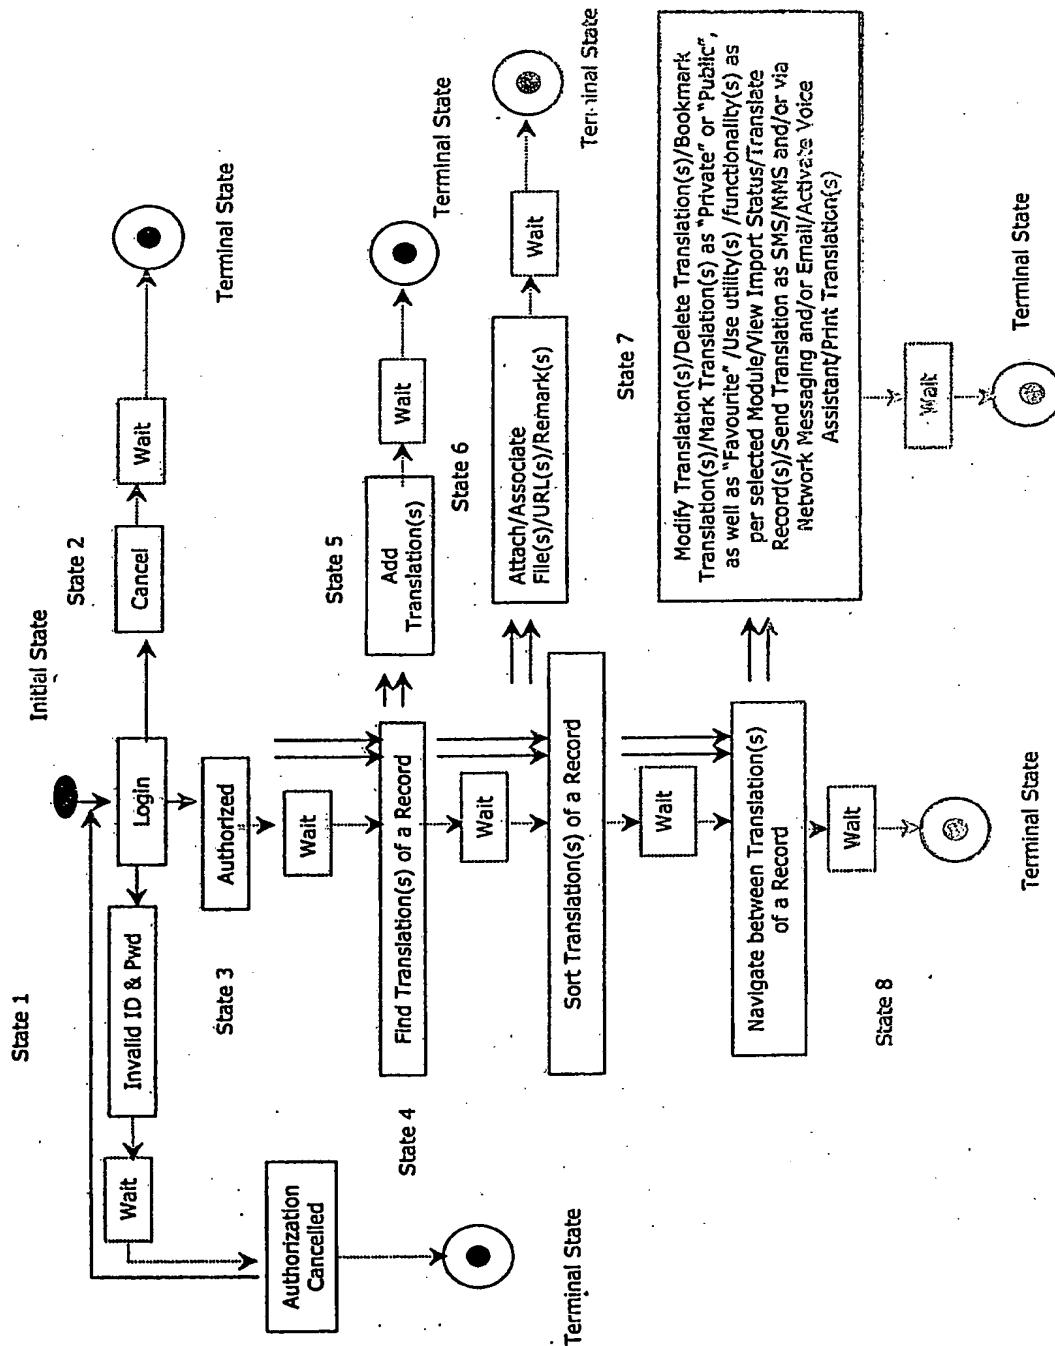 State 1
Initial State
State 2
Wait
Invalid ID & Pwd
Login
Cancel
Wait
Terminal State
Authorization
Cancelled
Terminal State
State 3
Authorized
Wait
State 4
Find Translation(s) of a Record
State 5
Add
Translation(s)
Wait
Terminal State
Wait
State 6
Sort Translation(s) of a Record
Attach/Associate
File(s)/URL(s)/Remark(s)
Wait
Terminal State
Wait
State 7
Navigate between Translation(s)
of a Record
Modify Translation(s)/Delete Translation(s)/Bookmark
Translation(s)/Mark Translation(s) as "Private" or "Public",
as well as "Favourite" /Use utility(s) /functionality(s) as
per selected Module/View Import Status/Translate
Record(s)/Send Translation as SMS/MMS and/or via
Network Messaging and/or Email/Activate Voice
Assistant/Print Translation(s)
State 8
Wait
Terminal State
Wait
Terminal State